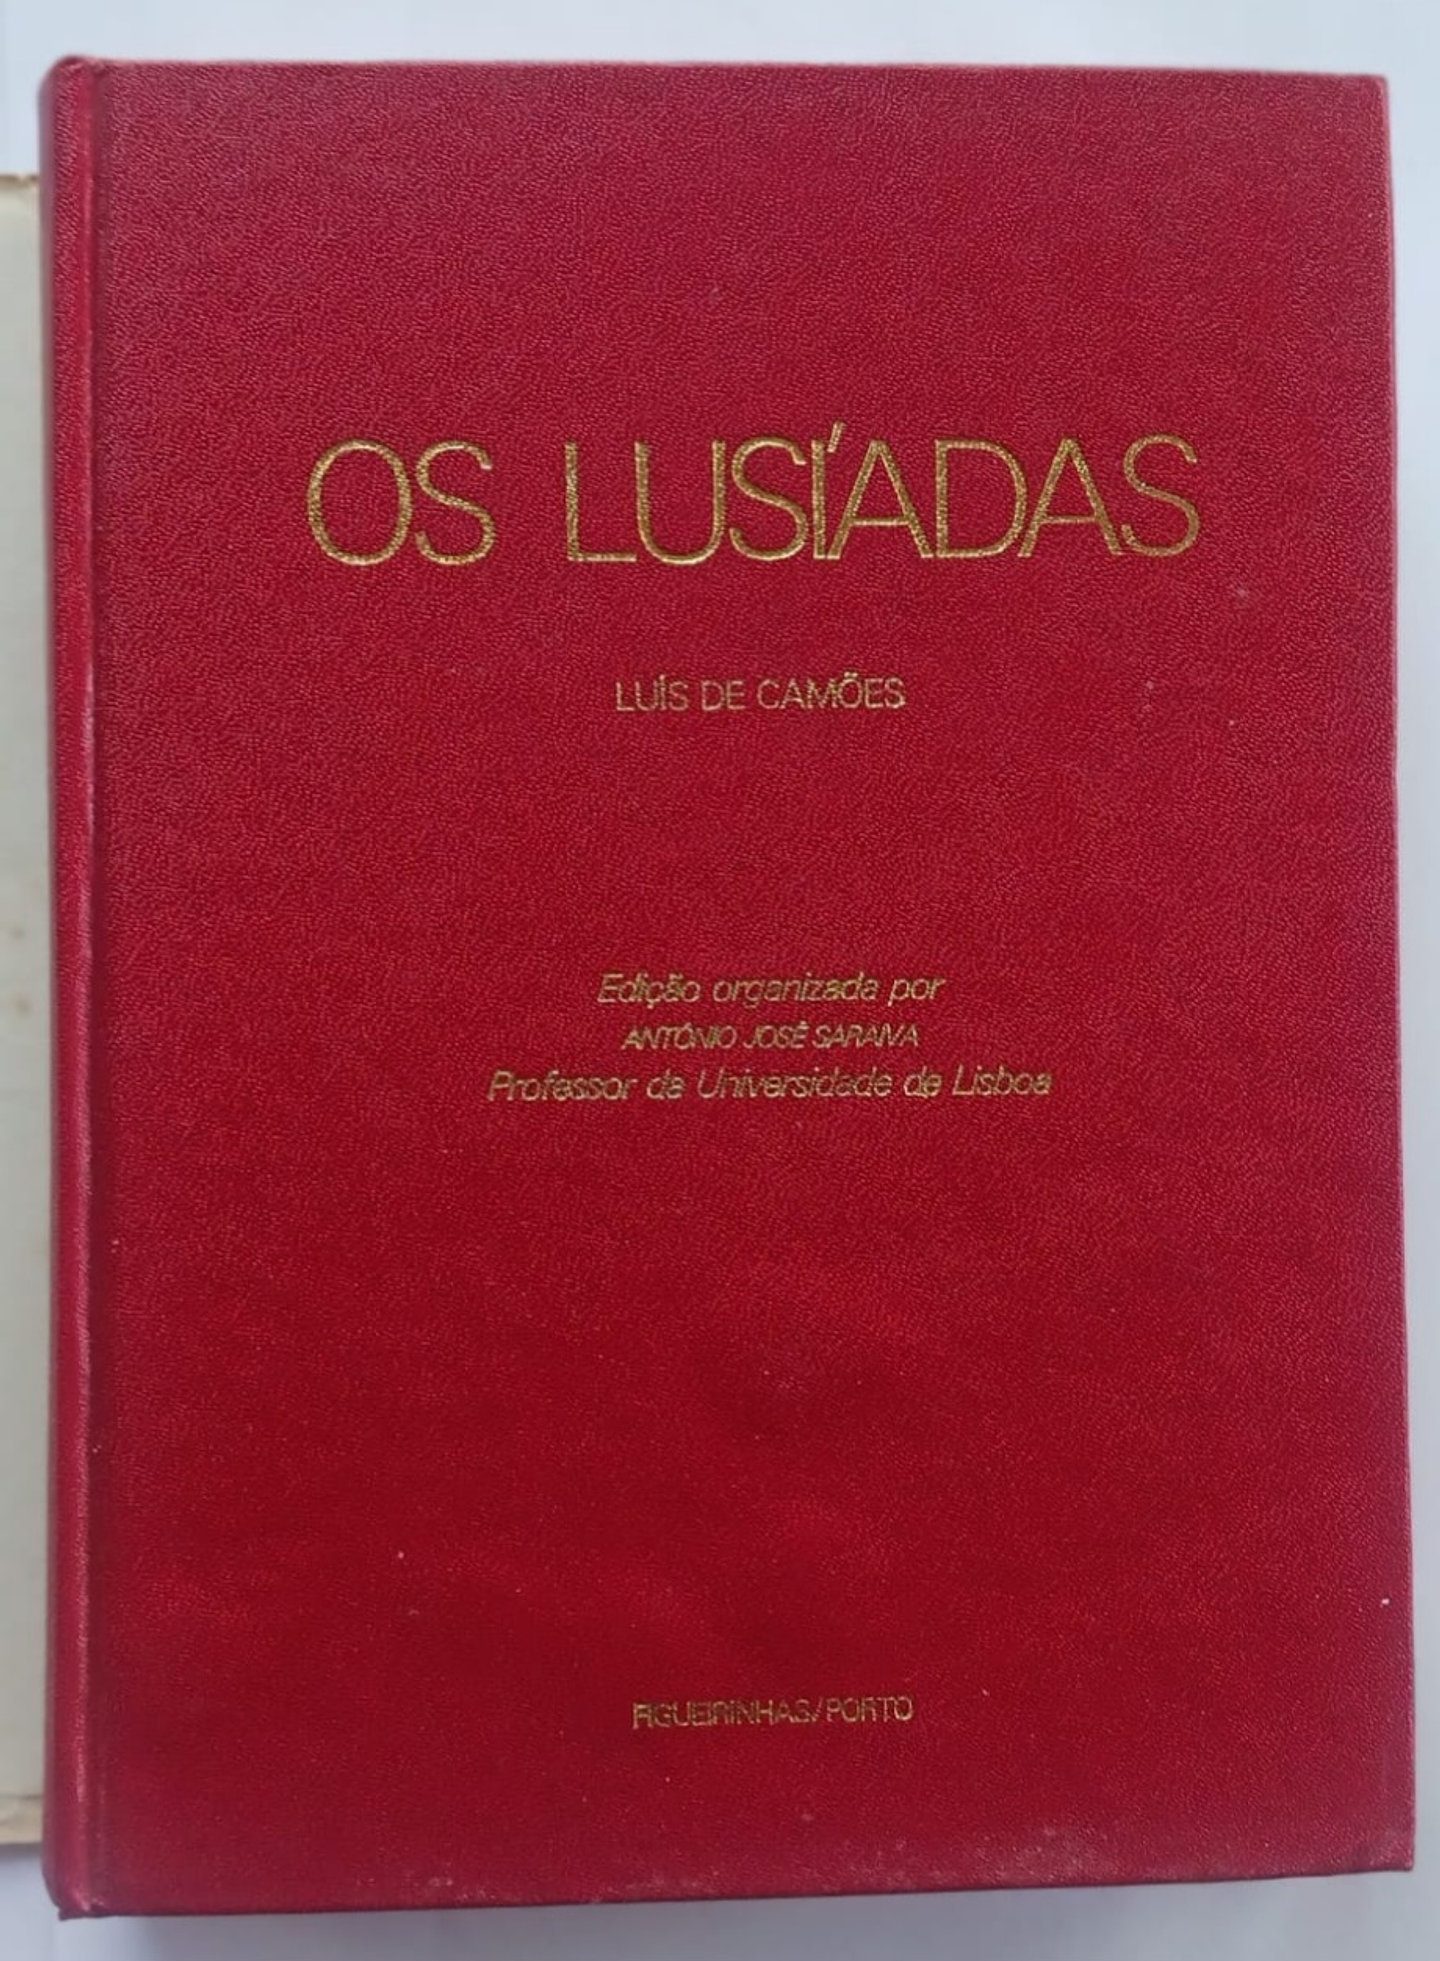 OS LUSÍADAS
LUÍS DE CAMÕES
Edição organizada por
ANTÓNIO JOSÉ SARAIVA
Professor da Universidade de Lisboa
FIGUEIRINHAS/PORTO